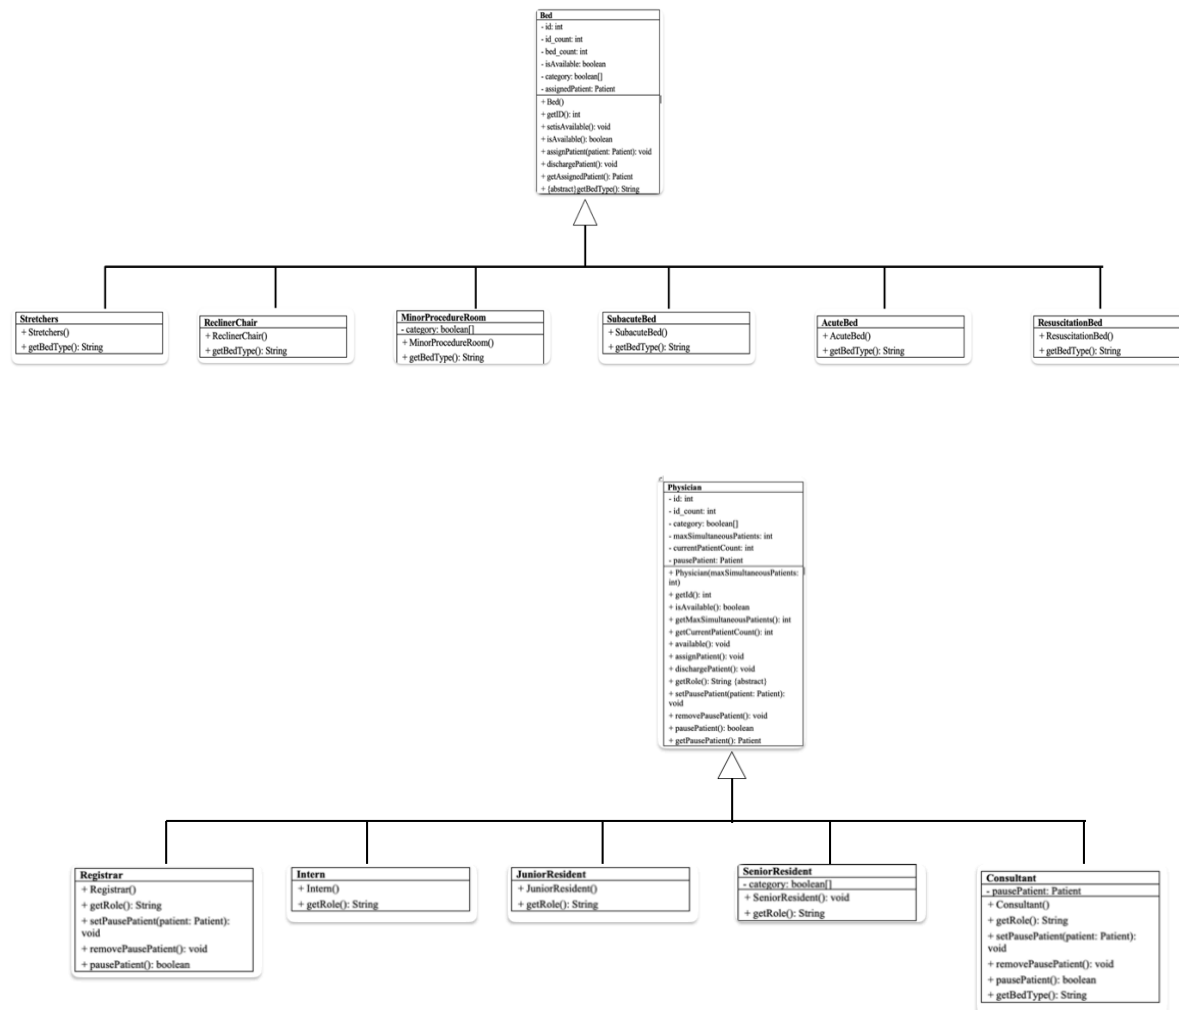 Bed
- id: int
- id_count: int
- bed_count: int
- isAvailable: boolean
- category: boolean[]
- assignedPatient: Patient
+ Bed()
+ getID(): int
+ setisAvailable(): void
+ isAvailable(): boolean
+ assignPatient(patient: Patient): void
+ dischargePatient(): void
+ getAssignedPatient(): Patient
+ {abstract}getBedType(): String
Stretchers
+ Stretchers()
+ getBedType(): String
ReclinerChair
+ ReclinerChair()
+ getBedType(): String
MinorProcedureRoom
- category: boolean[]
+ MinorProcedureRoom()
+ getBedType(): String
SubacuteBed
+ SubacuteBed()
+ getBedType(): String
AcuteBed
+ AcuteBed()
+ getBedType(): String
ResuscitationBed
+ ResuscitationBed()
+ getBedType(): String
Physician
- id: int
- id_count: int
- category: boolean[]
- maxSimultaneousPatients: int
- currentPatientCount: int
- pausePatient: Patient
+ Physician(maxSimultaneousPatients:
int)
+ getId(): int
+ isAvailable(): boolean
+ getMaxSimultaneousPatients(): int
+ getCurrentPatientCount(): int
+ available(): void
+ assignPatient(): void
+ dischargePatient(): void
+ getRole(): String {abstract}
+ setPausePatient(patient: Patient):
void
+ removePausePatient(): void
+ pausePatient(): boolean
+ getPausePatient(): Patient
Registrar
+ Registrar()
+ getRole(): String
+ setPausePatient(patient: Patient):
void
+ removePausePatient(): void
+ pausePatient(): boolean
Intern
+ Intern()
+ getRole(): String
JuniorResident
+ JuniorResident()
+ getRole(): String
SeniorResident
- category: boolean[]
+ SeniorResident(): void
+ getRole(): String
Consultant
- pausePatient: Patient
+ Consultant()
+ getRole(): String
+ setPausePatient(patient: Patient):
void
+ removePausePatient(): void
+ pausePatient(): boolean
+ getBedType(): String